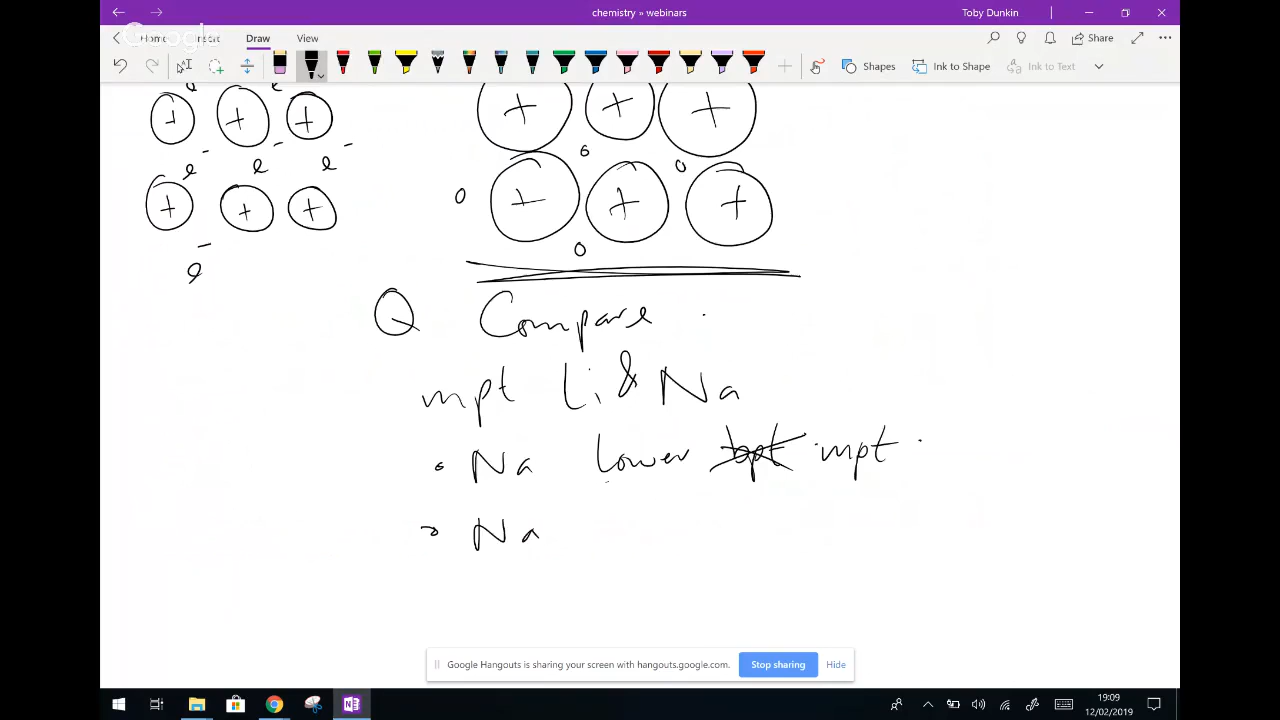 chemistry » webinars
Toby Dunkin
Google
Home Insert Draw View
Share
Shapes
Ink to Shape
Ink to Text
e e
+ + + + + +
e⁻ e⁻ e⁻ o o
+ + + + + +
o
e⁻ o
Q Compare
mpt Li & Na
• Na lower bpt mpt
• Na
Google Hangouts is sharing your screen with hangouts.google.com. Stop sharing Hide
19:09
12/02/2019